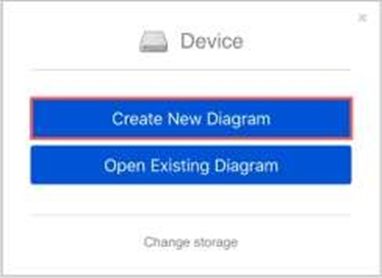 Device
Create New Diagram
Open Existing Diagram
Change storage